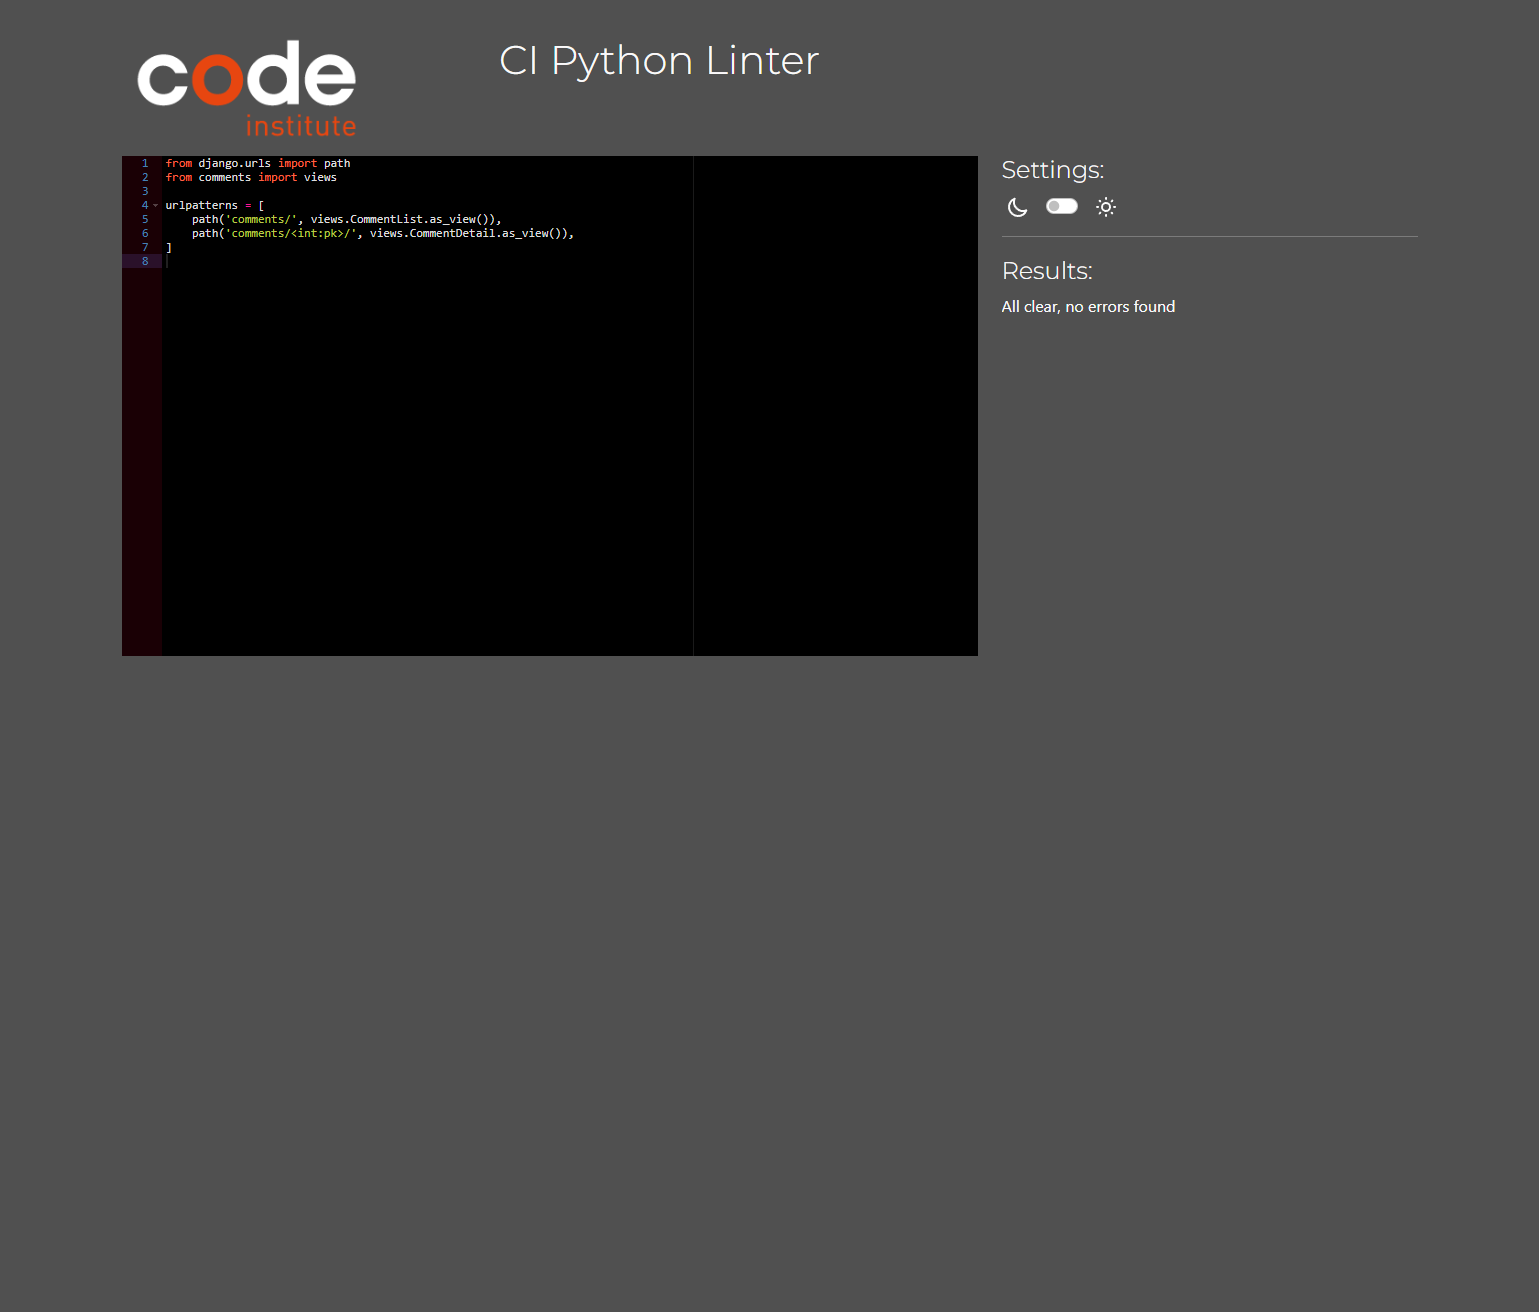 code
institute
CI Python Linter
1 from django.urls import path
2 from comments import views
3
4 urlpatterns = [
5     path('comments/', views.CommentList.as_view()),
6     path('comments/<int:pk>/', views.CommentDetail.as_view()),
7 ]
8
Settings:
Results:
All clear, no errors found